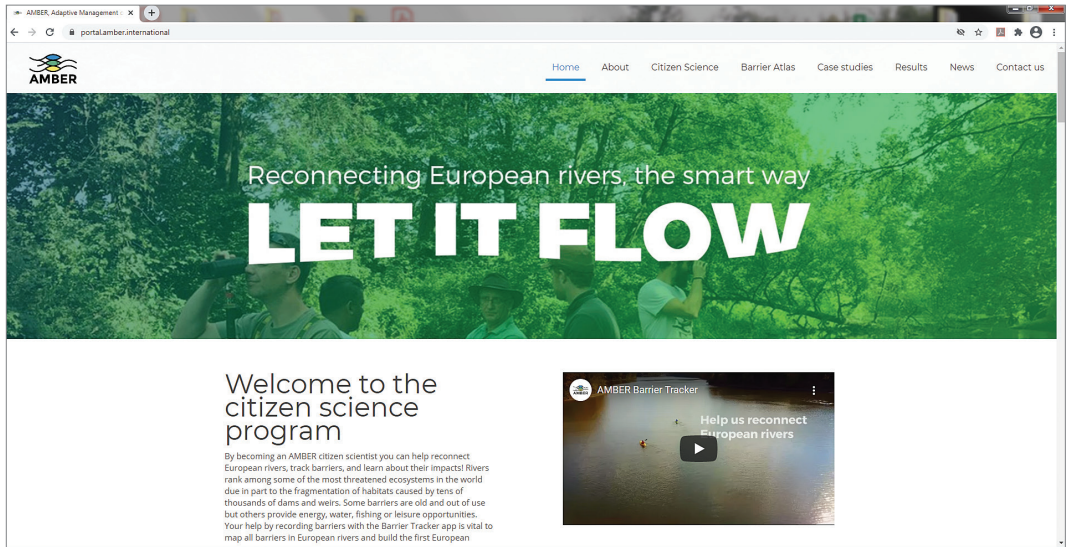 AMBER, Adaptive Management
portal.amber.international
AMBER
Home About Citizen Science Barrier Atlas Case studies Results News Contact us
Reconnecting European rivers, the smart way
LET IT FLOW
Welcome to the
citizen science
program
By becoming an AMBER citizen scientist you can help reconnect
European rivers, track barriers, and learn about their impacts! Rivers
rank among some of the most threatened ecosystems in the world
due in part to the fragmentation of habitats caused by tens of
thousands of dams and weirs. Some barriers are old and out of use
but others provide energy, water, fishing or leisure opportunities.
Your help by recording barriers with the Barrier Tracker app is vital to
map all barriers in European rivers and build the first European
AMBER
AMBER Barrier Tracker
Help us reconnect
European rivers